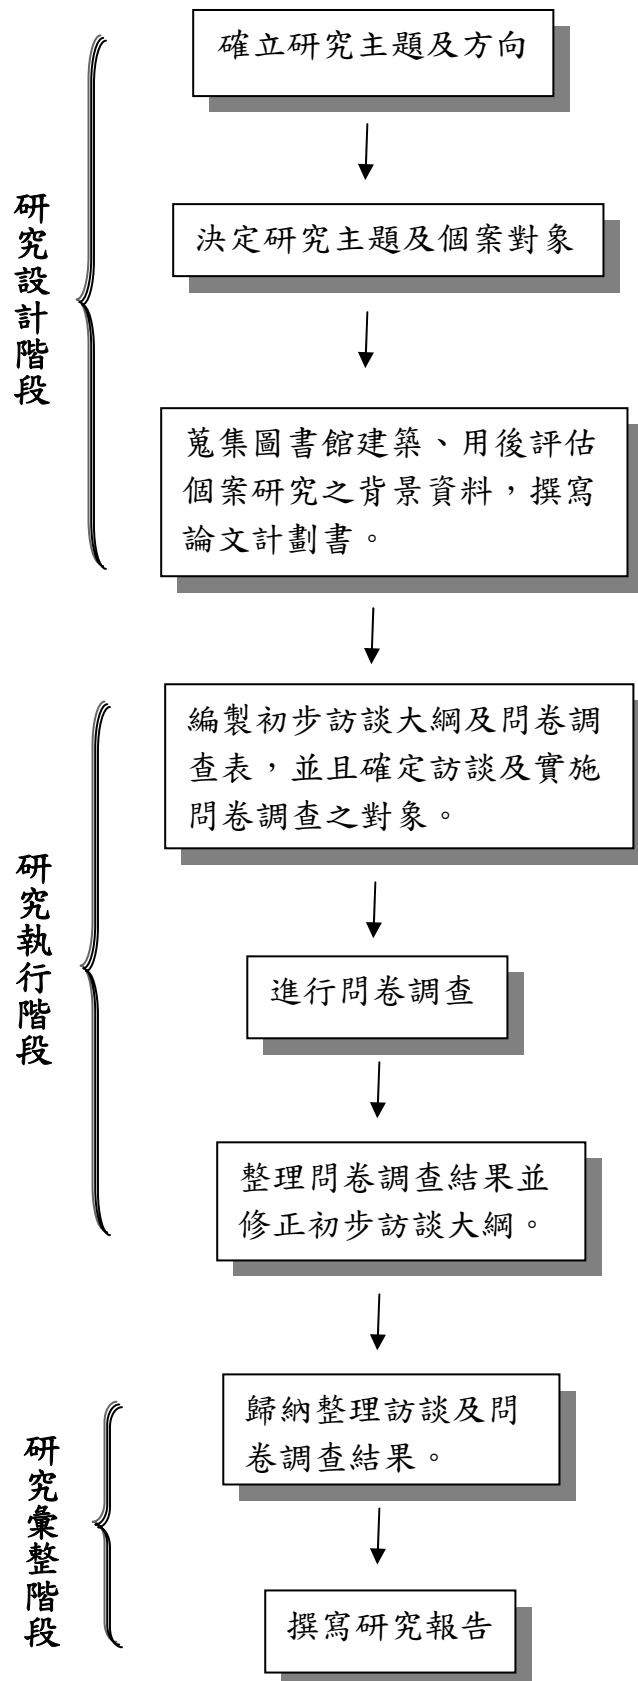 研究設計階段
確立研究主題及方向
決定研究主題及個案對象
蒐集圖書館建築、用後評估
個案研究之背景資料，撰寫
論文計劃書。
研究執行階段
編製初步訪談大綱及問卷調
查表，並且確定訪談及實施
問卷調查之對象。
進行問卷調查
整理問卷調查結果並
修正初步訪談大綱。
研究彙整階段
歸納整理訪談及問
卷調查結果。
撰寫研究報告